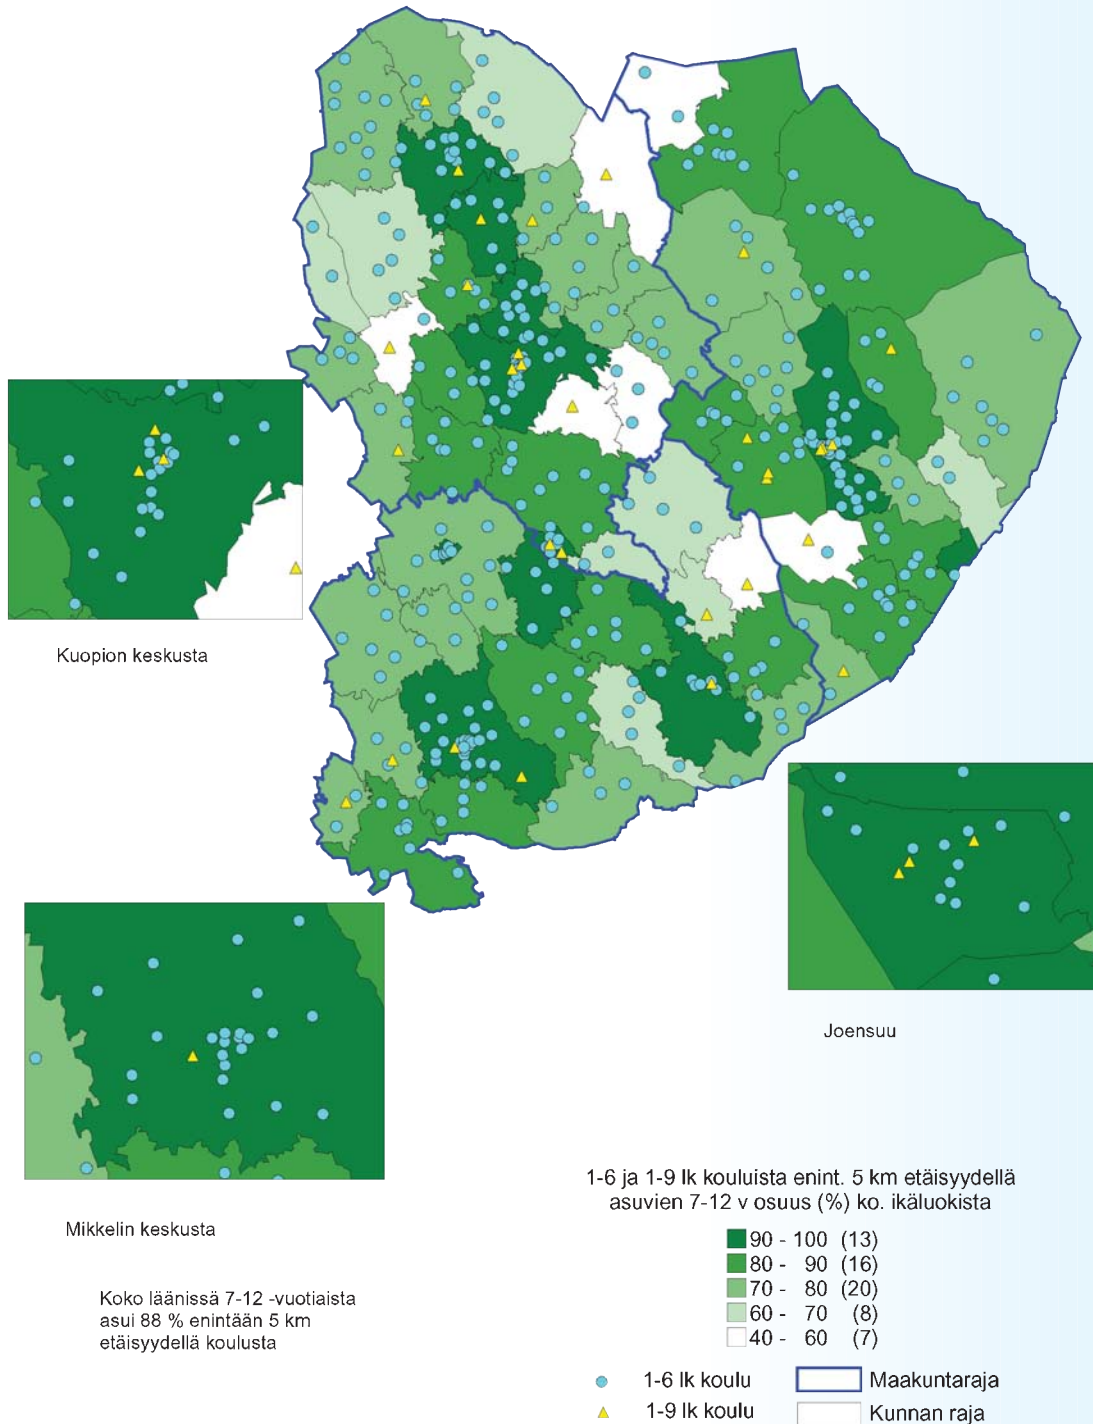 Kuopion keskusta
Joensuu
Mikkelin keskusta
Koko läänissä 7-12 -vuotiaista
asui 88 % enintään 5 km
etäisyydellä koulusta
1-6 ja 1-9 lk kouluista enint. 5 km etäisyydellä
asuvien 7-12 v osuus (%) ko. ikäluokista
90 - 100 (13)
80 - 90 (16)
70 - 80 (20)
60 - 70 (8)
40 - 60 (7)
1-6 lk koulu Maakuntaraja
1-9 lk koulu Kunnan raja